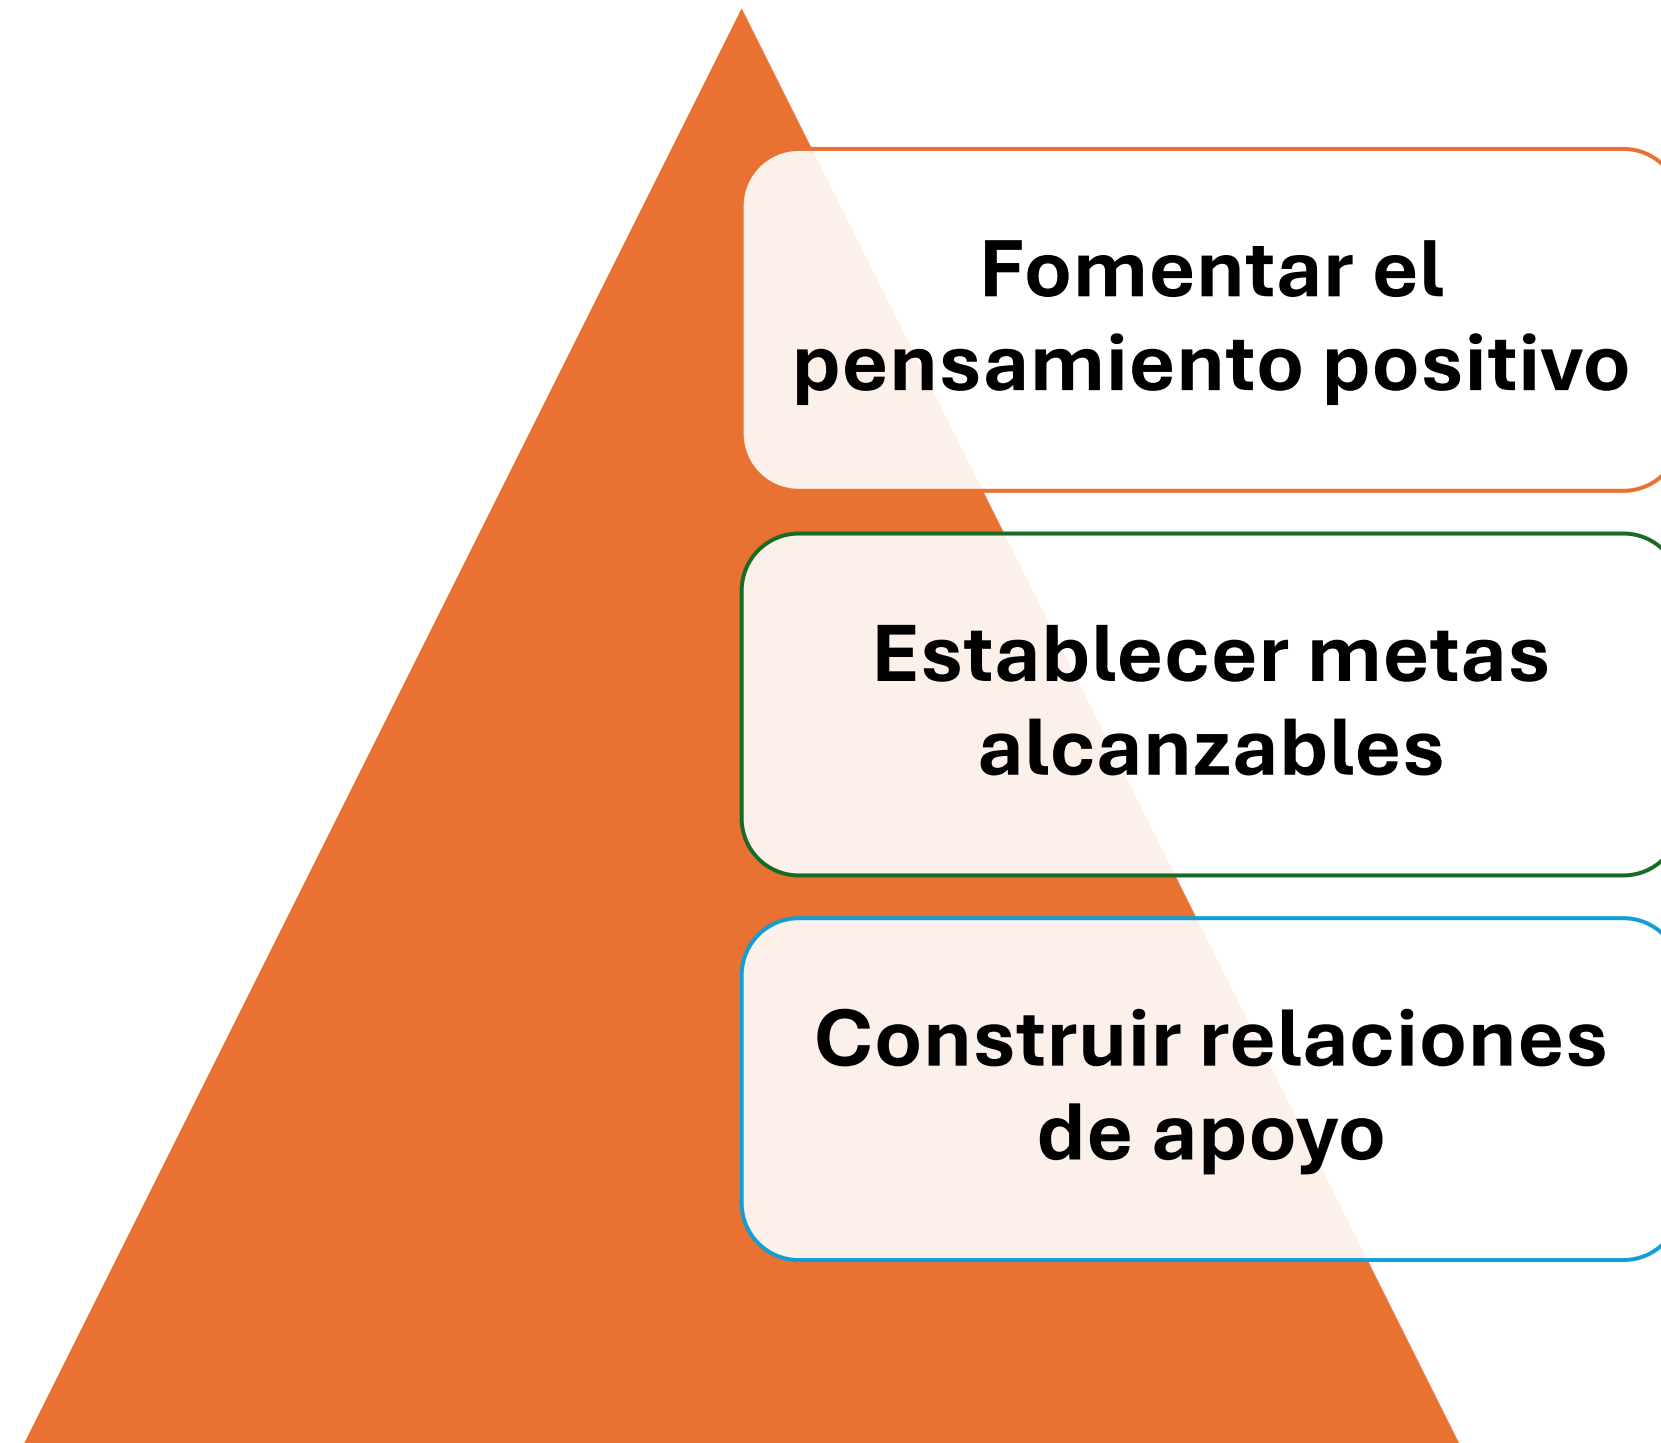 Fomentar el
pensamiento positivo
Establecer metas
alcanzables
Construir relaciones
de apoyo